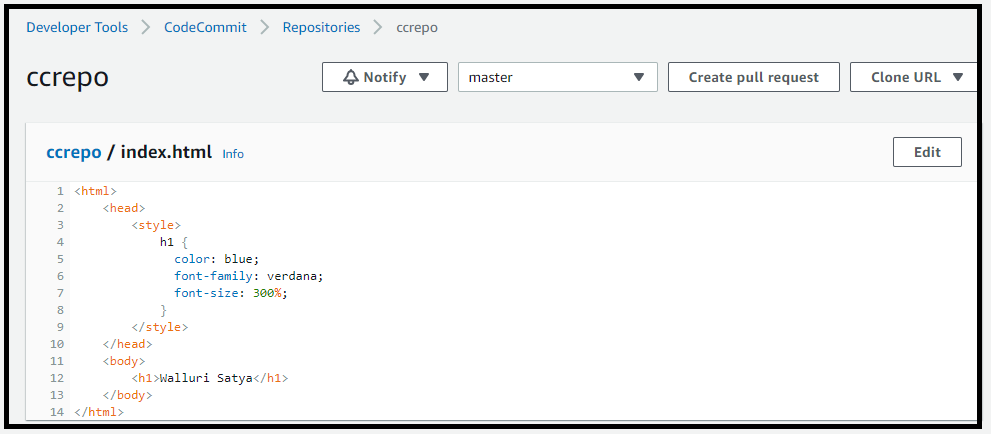 Developer Tools > CodeCommit > Repositories > ccrepo
ccrepo Notify ▼ master ▼ Create pull request Clone URL ▼
ccrepo / index.html Info Edit
1 <html>
2     <head>
3         <style>
4             h1 {
5               color: blue;
6               font-family: verdana;
7               font-size: 300%;
8             }
9         </style>
10     </head>
11     <body>
12         <h1>Walluri Satya</h1>
13     </body>
14 </html>